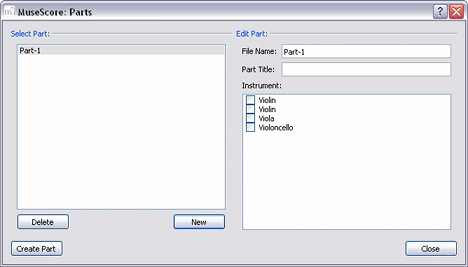 MuseScore: Parts
Select Part:
Part-1
Delete
New
Create Part
Edit Part:
File Name: Part-1
Part Title:
Instrument:
Violin
Violin
Viola
Violoncello
Close